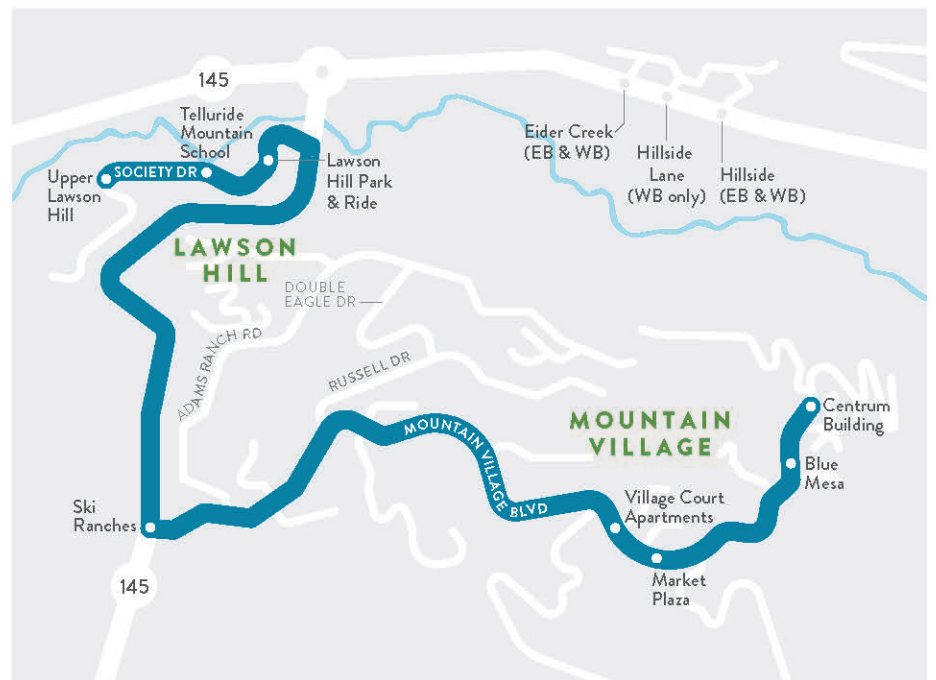 145
Telluride
Mountain
School
Eider Creek
(EB & WB)
Hillside
Lane
(WB only)
Hillside
(EB & WB)
Upper
Lawson
Hill
SOCIETY DR
Lawson
Hill Park
& Ride
LAWSON
HILL
DOUBLE
EAGLE DR
ADAMS RANCH RD
RUSSELL DR
MOUNTAIN VILLAGE BLVD
MOUNTAIN
VILLAGE
Centrum
Building
Blue
Mesa
Ski
Ranches
Village Court
Apartments
Market
Plaza
145